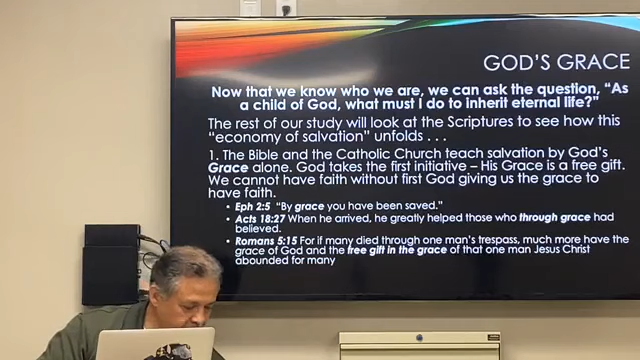 GOD'S GRACE
Now that we know who we are, we can ask the question, "As
a child of God, what must I do to inherit eternal life?"
The rest of our study will look at the Scriptures to see how this
"economy of salvation" unfolds . . .
1. The Bible and the Catholic Church teach salvation by God's
Grace alone. God takes the first initiative – His Grace is a free gift.
We cannot have faith without first God giving us the grace to
have faith.
• Eph 2:5 "By grace you have been saved."
• Acts 18:27 When he arrived, he greatly helped those who through grace had
believed.
• Romans 5:15 For if many died through one man's trespass, much more have the
grace of God and the free gift in the grace of that one man Jesus Christ
abounded for many